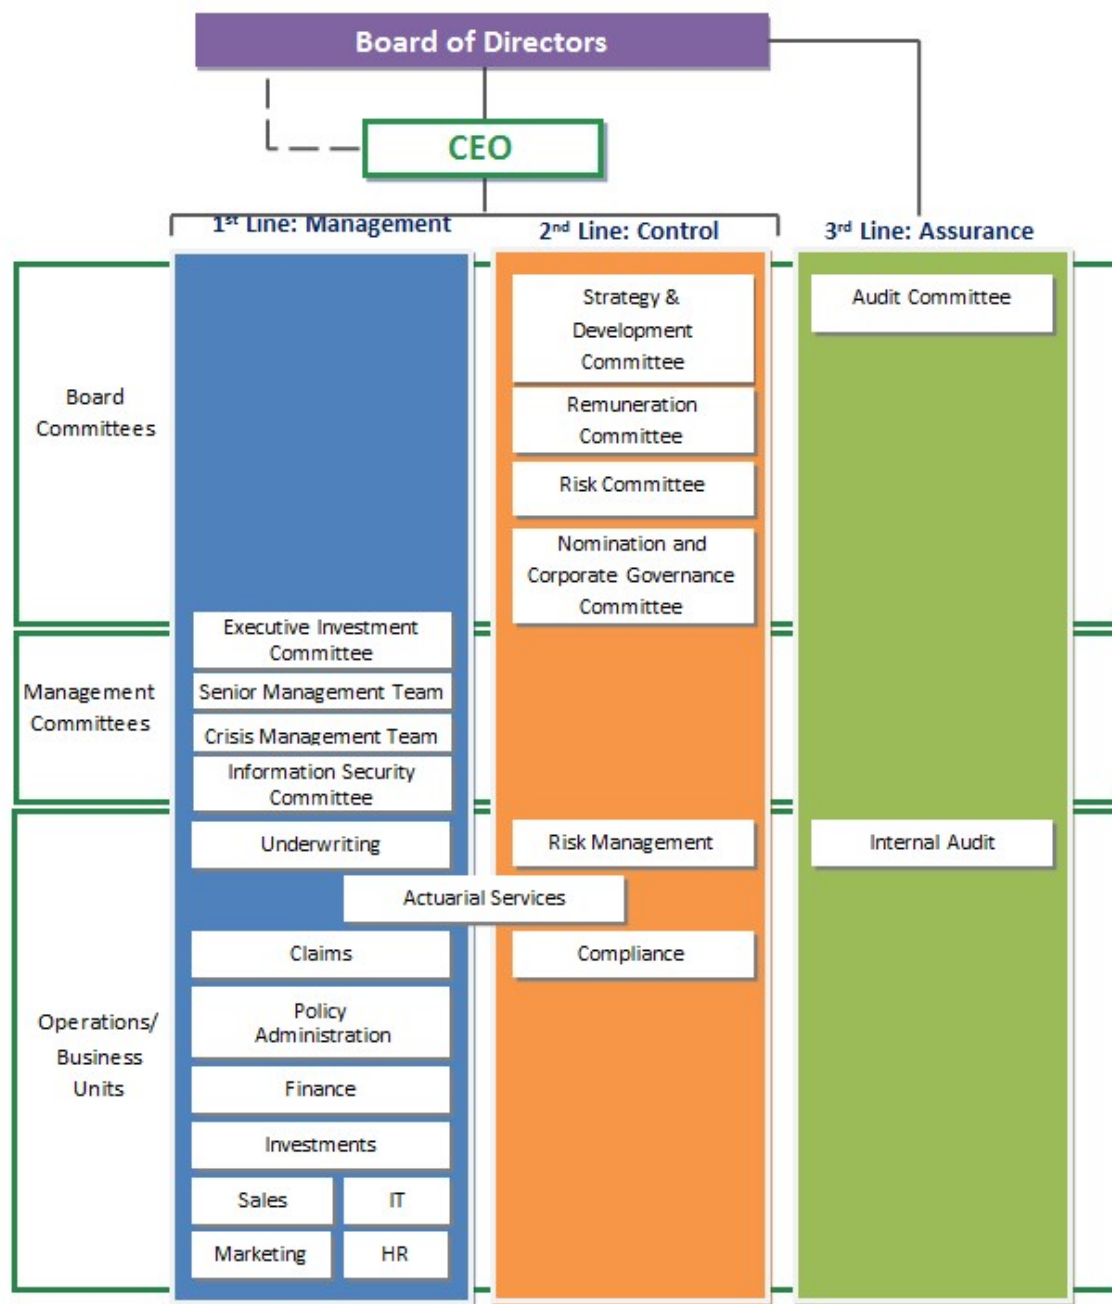 Board of Directors
CEO
1st Line: Management
2nd Line: Control
3rd Line: Assurance
Board
Committees
Strategy &
Development
Committee
Remuneration
Committee
Risk Committee
Nomination and
Corporate Governance
Committee
Audit Committee
Management
Committees
Executive Investment
Committee
Senior Management Team
Crisis Management Team
Information Security
Committee
Operations/
Business
Units
Underwriting
Risk Management
Internal Audit
Actuarial Services
Claims
Compliance
Policy
Administration
Finance
Investments
Sales
IT
Marketing
HR